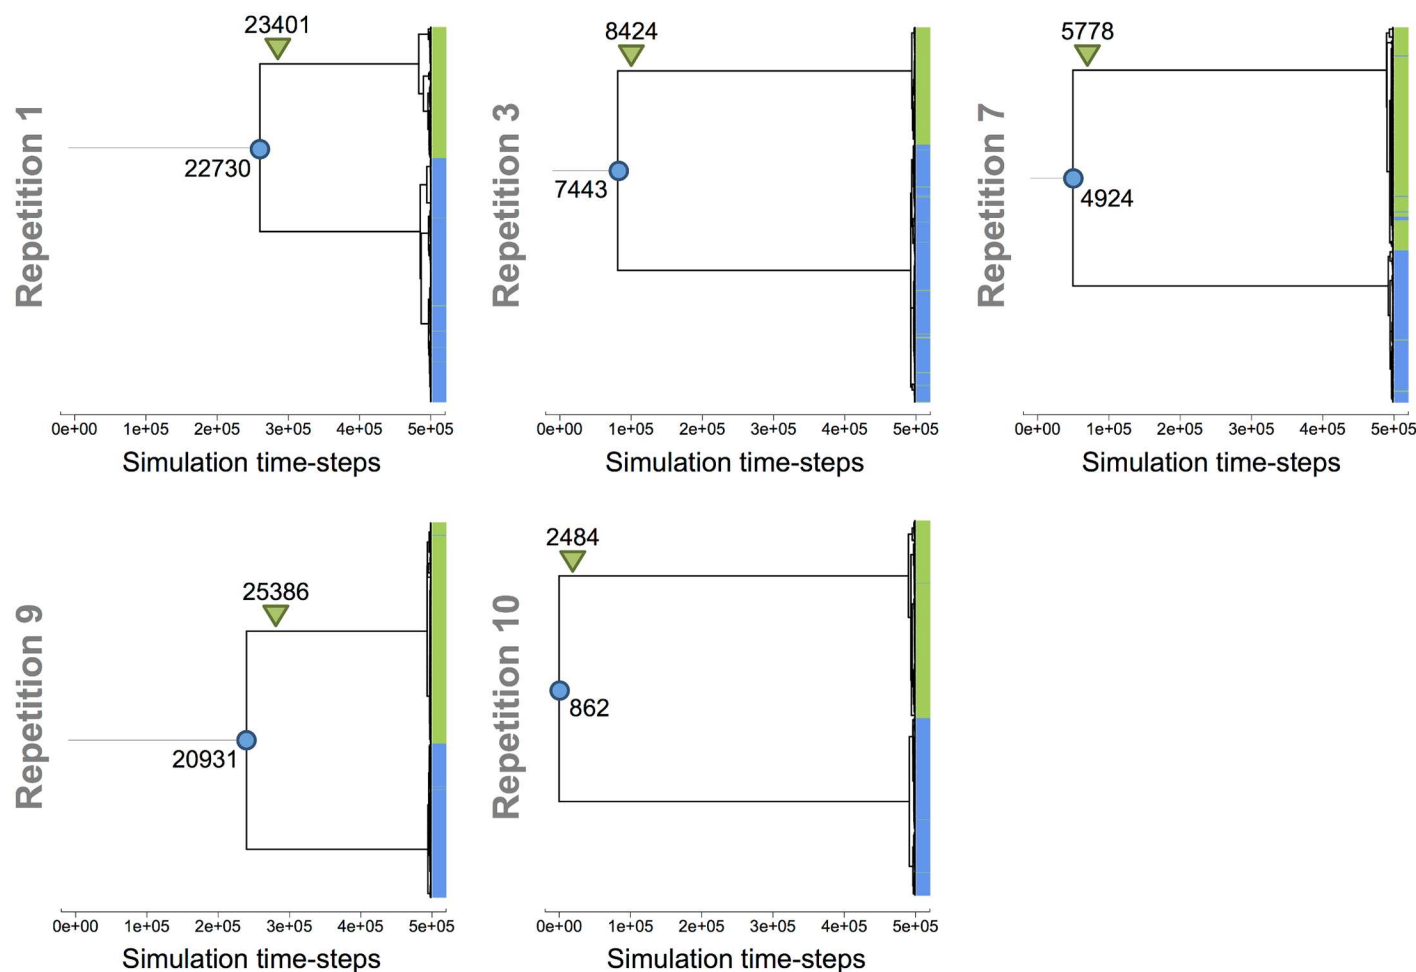 Repetition 1
23401
22730
0e+00 1e+05 2e+05 3e+05 4e+05 5e+05
Simulation time-steps
Repetition 3
8424
7443
0e+00 1e+05 2e+05 3e+05 4e+05 5e+05
Simulation time-steps
Repetition 7
5778
4924
0e+00 1e+05 2e+05 3e+05 4e+05 5e+05
Simulation time-steps
Repetition 9
25386
20931
0e+00 1e+05 2e+05 3e+05 4e+05 5e+05
Simulation time-steps
Repetition 10
2484
862
0e+00 1e+05 2e+05 3e+05 4e+05 5e+05
Simulation time-steps